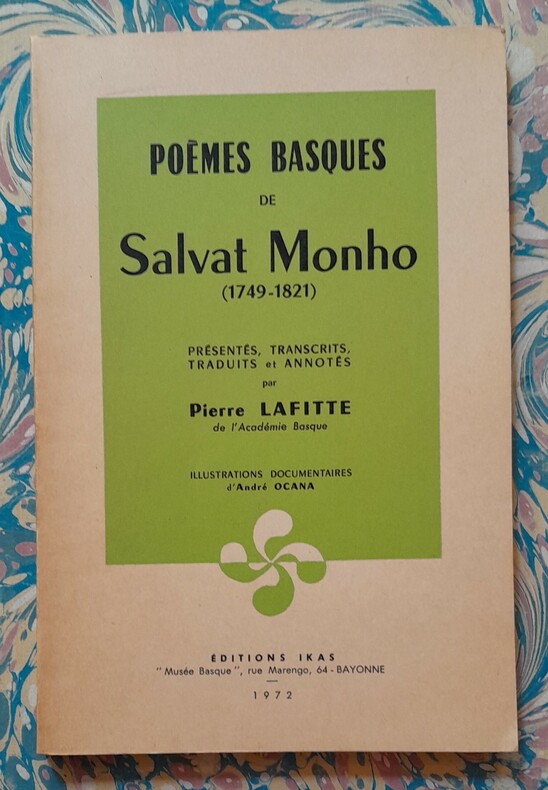 POÈMES BASQUES
DE
Salvat Monho
(1749-1821)
PRÉSENTÉS, TRANSCRITS,
TRADUITS et ANNOTÉS
par
Pierre LAFITTE
de l'Académie Basque
ILLUSTRATIONS DOCUMENTAIRES
d'André OCANA
ÉDITIONS IKAS
"Musée Basque", rue Marengo, 64 - BAYONNE
1972